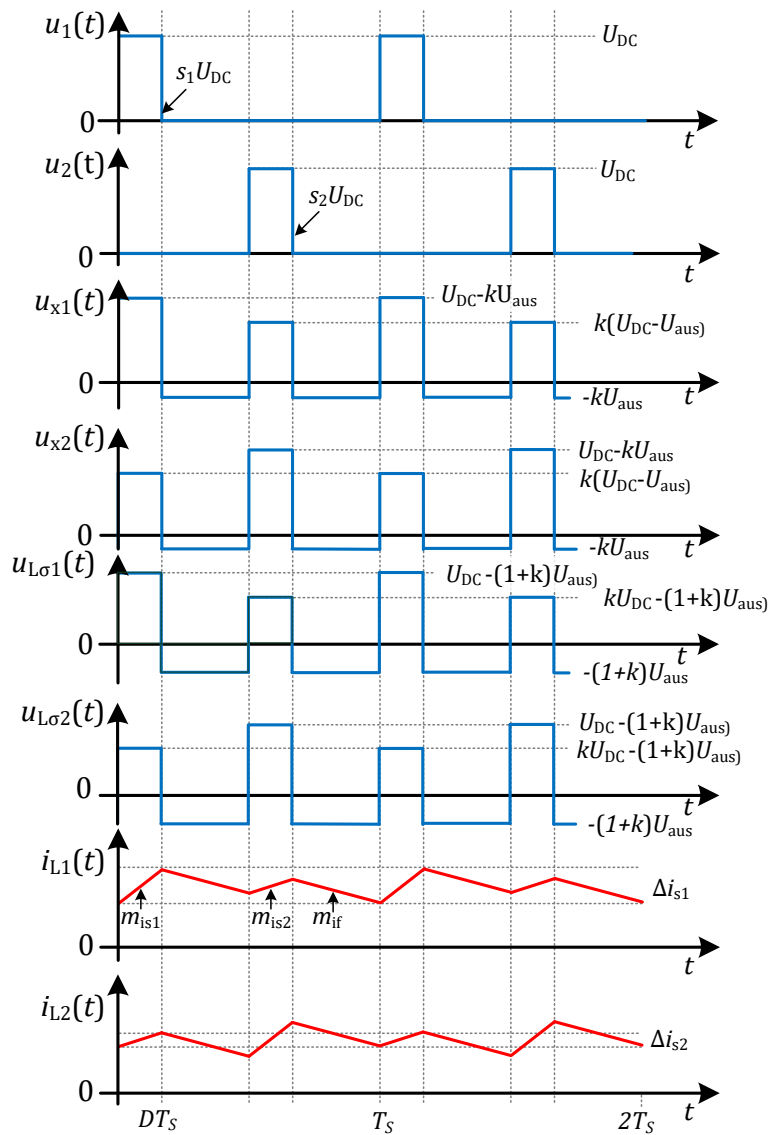 u1(t)
UDC
s1UDC
0
t
u2(t)
UDC
s2UDC
0
t
ux1(t)
UDC-kUaus
k(UDC-Uaus)
0
t
-kUaus
ux2(t)
UDC-kUaus
k(UDC-Uaus)
0
-kUaus
uLσ1(t)
UDC-(1+k)Uaus)
kUDC-(1+k)Uaus)
0
t
-(1+k)Uaus
uLσ2(t)
UDC-(1+k)Uaus)
kUDC-(1+k)Uaus)
0
t
-(1+k)Uaus
iL1(t)
Δis1
mis1
mis2
mif
0
t
iL2(t)
Δis2
0
t
DTS
TS
2TS